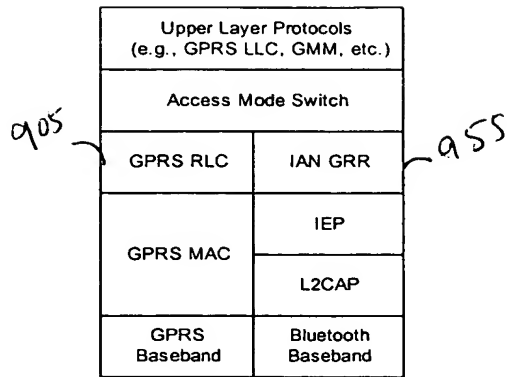 Upper Layer Protocols
(e.g., GPRS LLC, GMM, etc.)
Access Mode Switch
905
GPRS RLC
IAN GRR
955
GPRS MAC
IEP
L2CAP
GPRS
Baseband
Bluetooth
Baseband